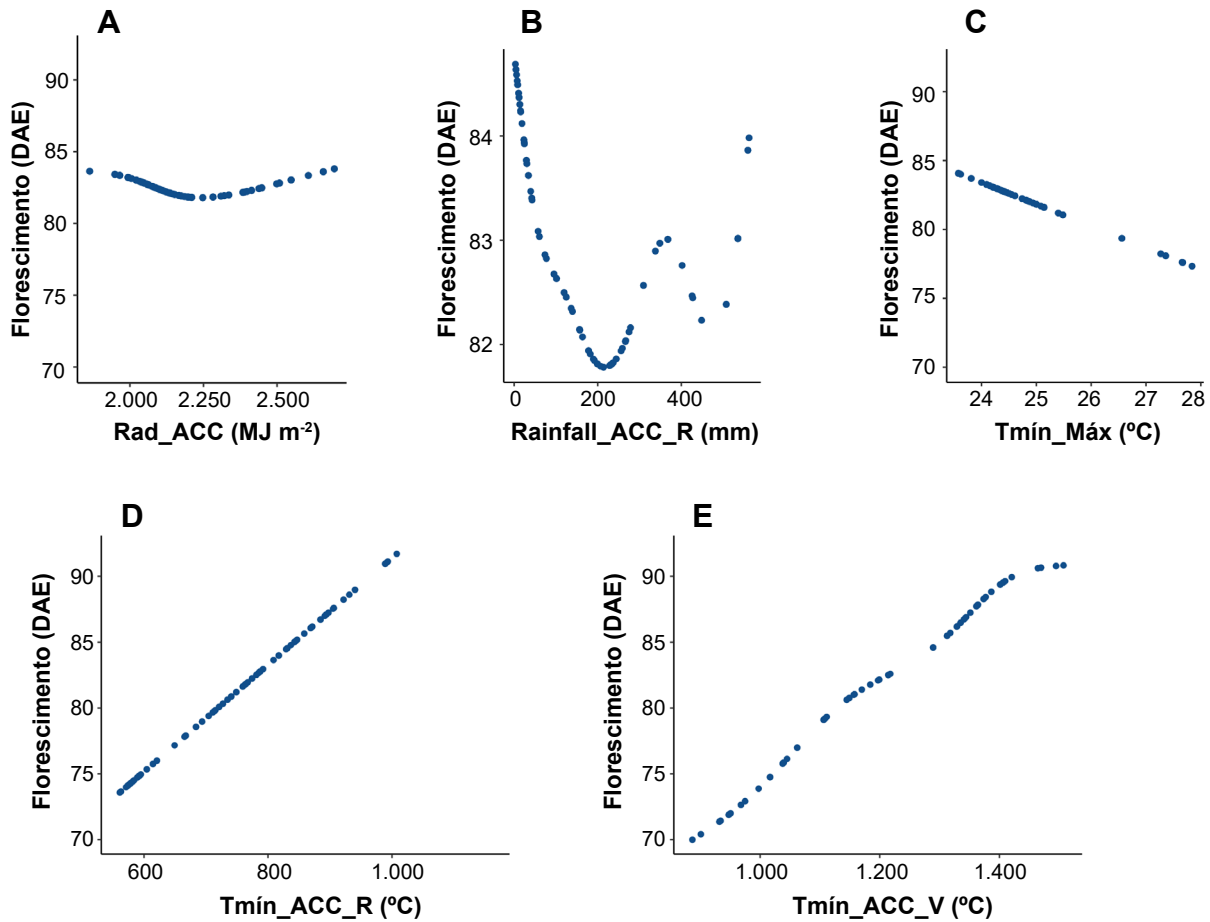 A
Florescimento (DAE)
90
85
80
75
70
2.000
2.250
2.500
Rad_ACC (MJ m-2)
B
Florescimento (DAE)
84
83
82
0
200
400
Rainfall_ACC_R (mm)
C
Florescimento (DAE)
90
85
80
75
70
24
25
26
27
28
Tmín_Máx (ºC)
D
Florescimento (DAE)
90
85
80
75
70
600
800
1.000
Tmín_ACC_R (ºC)
E
Florescimento (DAE)
90
85
80
75
70
1.000
1.200
1.400
Tmín_ACC_V (ºC)